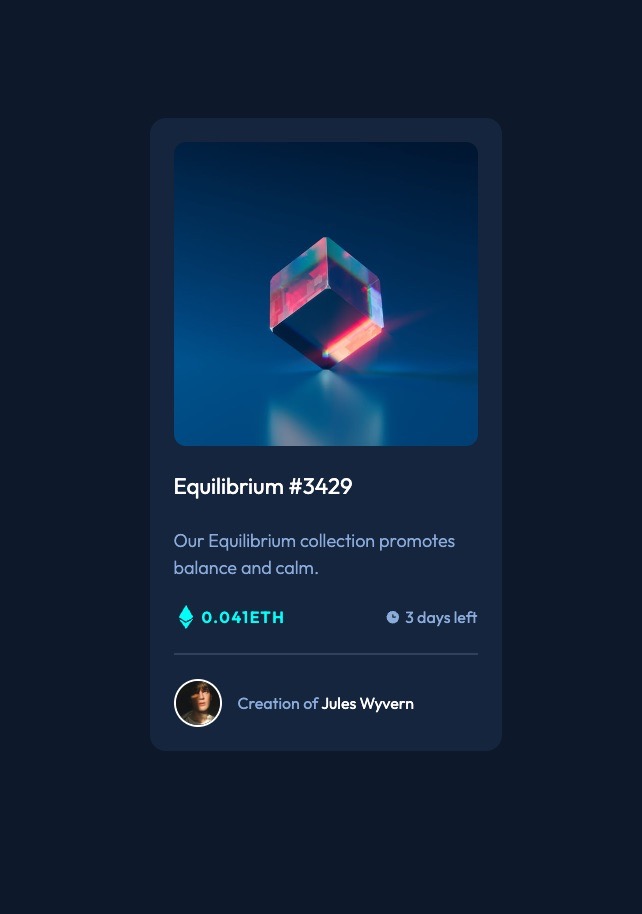 Equilibrium #3429
Our Equilibrium collection promotes
balance and calm.
0.041ETH
3 days left
Creation of Jules Wyvern